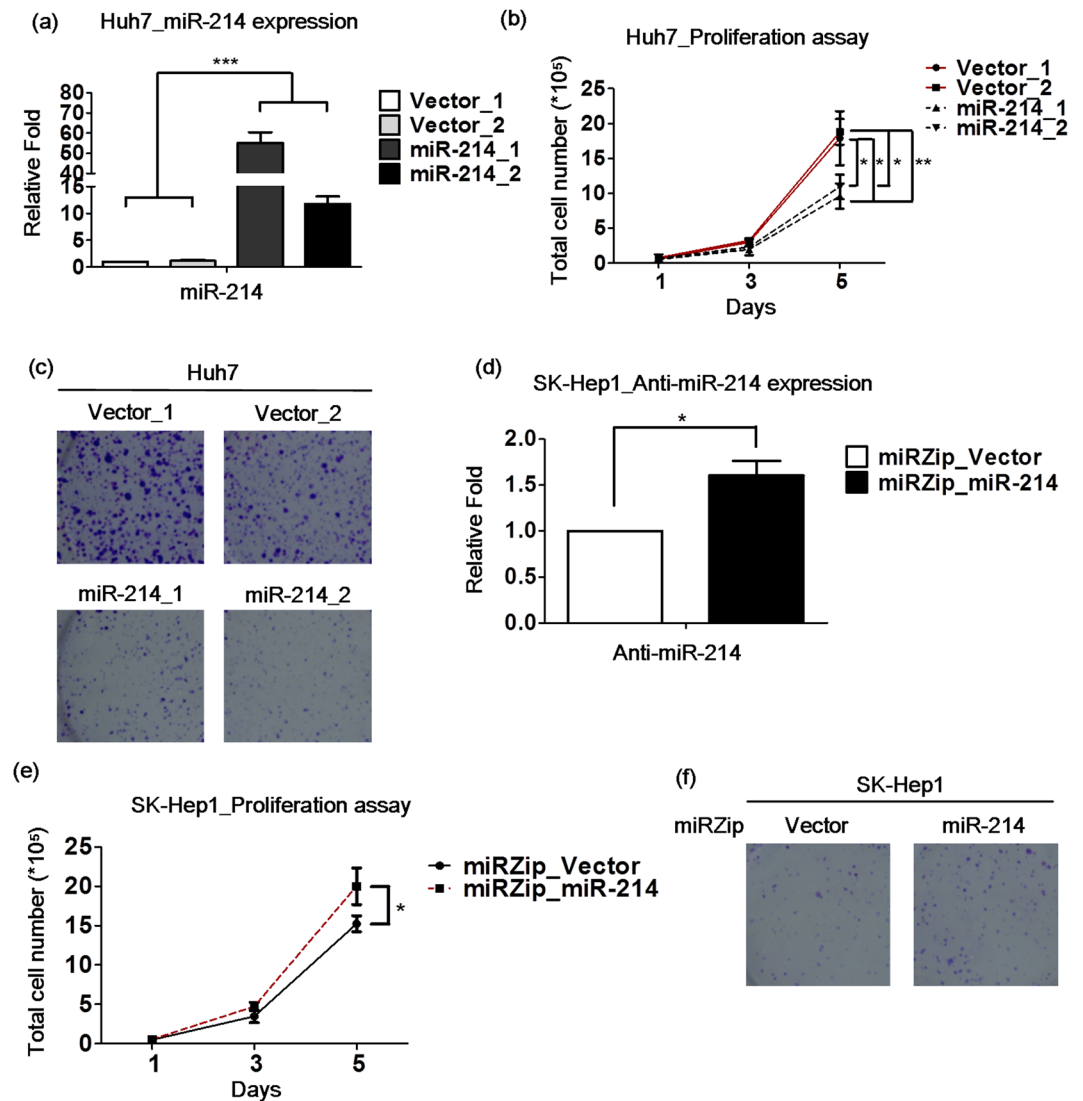 (a)
Huh7_miR-214 expression
***
Relative Fold
80
70
60
50
40
15
10
5
0
miR-214
Vector_1
Vector_2
miR-214_1
miR-214_2
(b)
Huh7_Proliferation assay
Total cell number (*10⁵)
25
20
15
10
5
0
1 3 5
Days
Vector_1
Vector_2
miR-214_1
miR-214_2
* * * **
(c)
Huh7
Vector_1 Vector_2
miR-214_1 miR-214_2
(d)
SK-Hep1_Anti-miR-214 expression
*
Relative Fold
2.0
1.5
1.0
0.5
0.0
Anti-miR-214
miRZip_Vector
miRZip_miR-214
(e)
SK-Hep1_Proliferation assay
Total cell number (*10⁵)
25
20
15
10
5
0
1 3 5
Days
miRZip_Vector
miRZip_miR-214
*
(f)
SK-Hep1
miRZip Vector miR-214